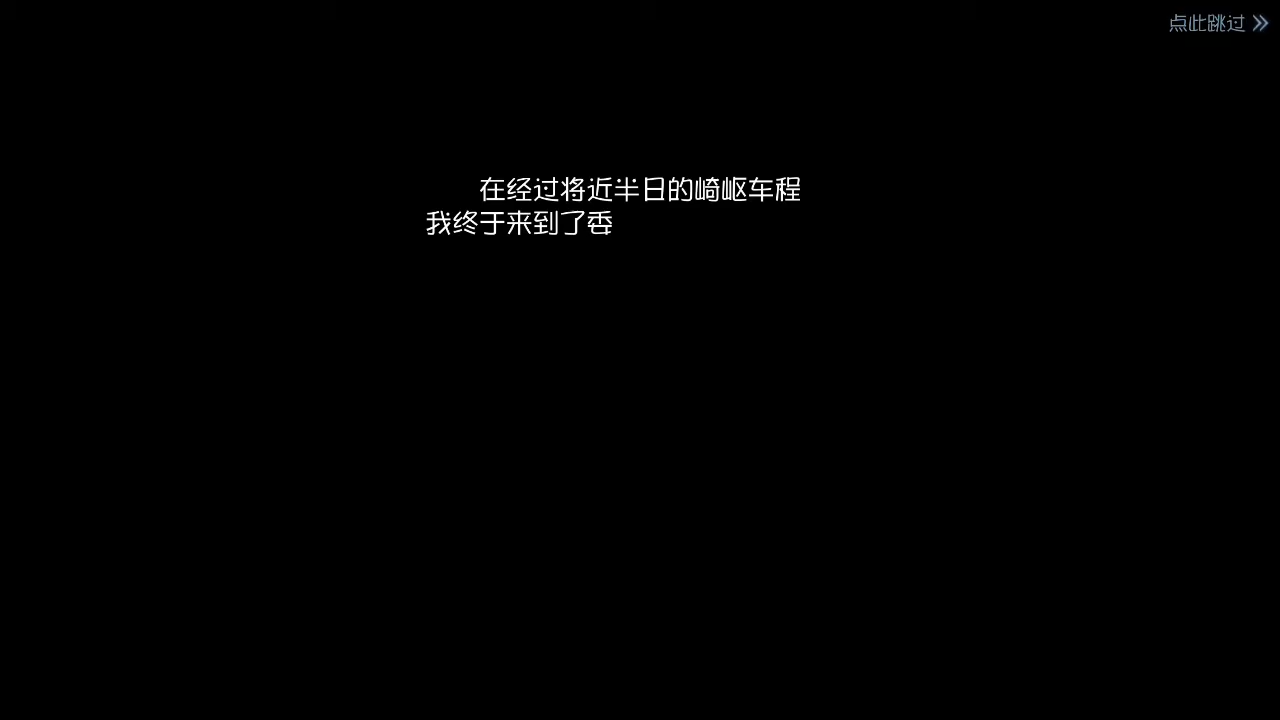 点此跳过
在经过将近半日的崎岖车程
我终于来到了委